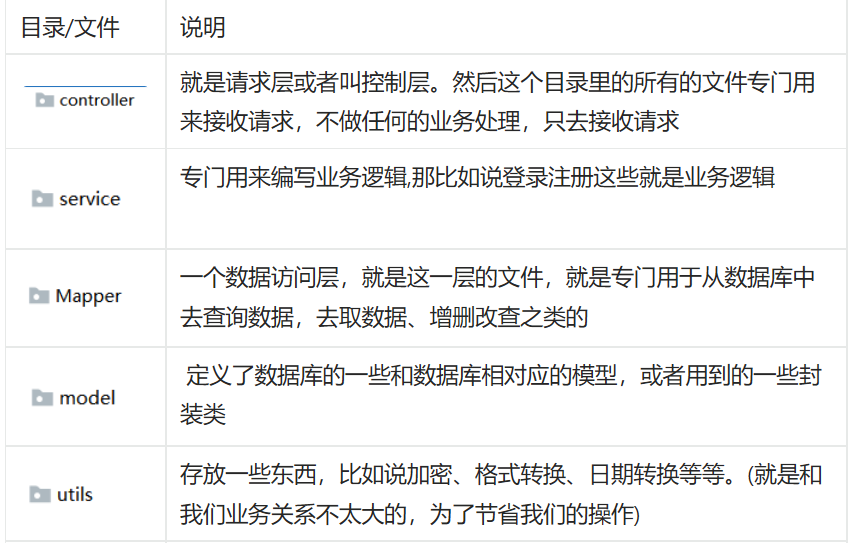 目录/文件
说明
controller
就是请求层或者叫控制层。然后这个目录里的所有的文件专门用
来接收请求，不做任何的业务处理，只去接收请求
service
专门用来编写业务逻辑,那比如说登录注册这些就是业务逻辑
Mapper
一个数据访问层，就是这一层的文件，就是专门用于从数据库中
去查询数据，去取数据、增删改查之类的
model
定义了数据库的一些和数据库相对应的模型，或者用到的一些封
装类
utils
存放一些东西，比如说加密、格式转换、日期转换等等。(就是和
我们业务关系不太大的，为了节省我们的操作)